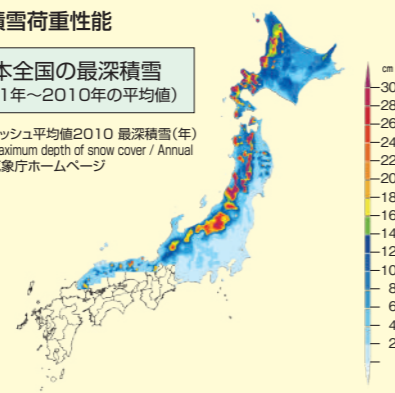 積雪荷重性能
本全国の最深積雪
1年～2010年の平均値）
ッシュ平均値2010 最深積雪（年）
aximum depth of snow cover / Annual
象庁ホームページ
cm
30
28
26
24
22
20
18
16
14
12
10
8
6
4
2